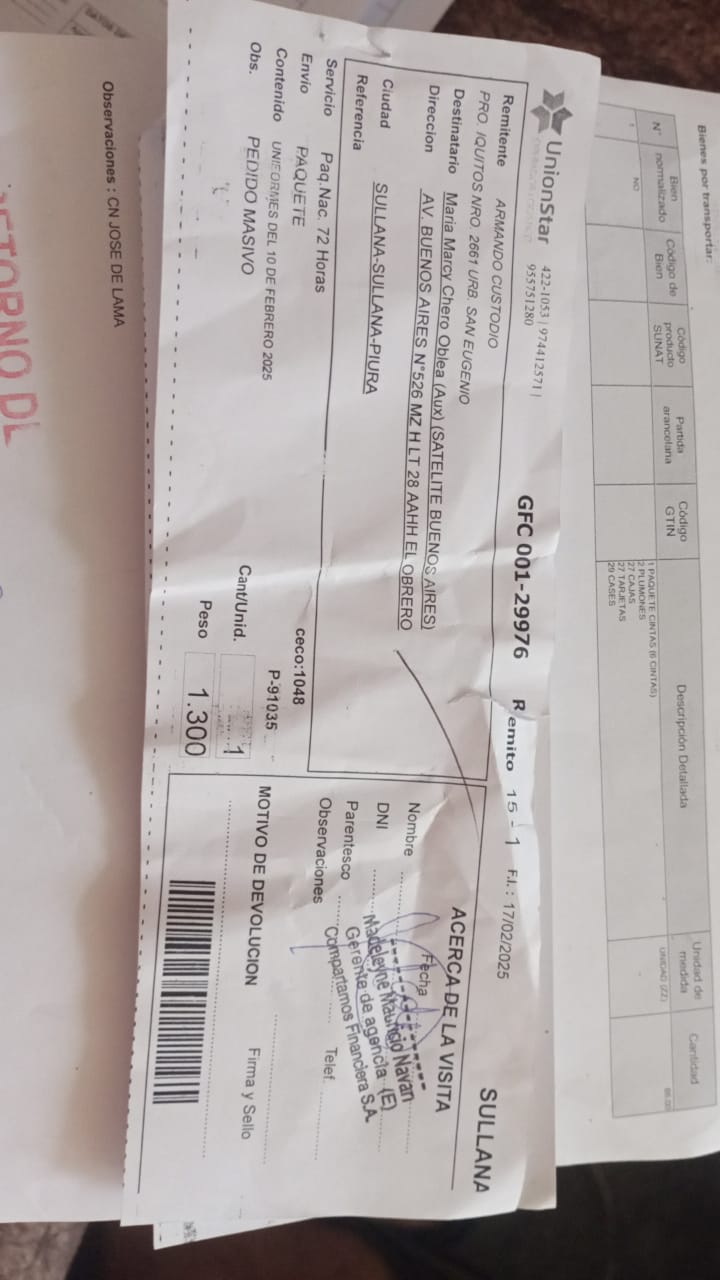 Bienes por transportar:
N° Bien normalizado Código de Bien Código producto SUNAT Partida arancelaria Código GTIN Descripción Detallada Unidad de medida Cantidad
1 NO 1 PAQUETE CINTAS (6 CINTAS) UNIDAD (ZZ)
2 PLUMONES
27 CAJAS
27 TARJETAS
29 CASES
UnionStar 422-1053 | 974412571 |
955751280
GFC 001-29976 Remito 15 - 1 F.I.: 17/02/2025 SULLANA
Remitente ARMANDO CUSTODIO
PRO. IQUITOS NRO. 2661 URB. SAN EUGENIO
Destinatario Maria Marcy Chero Oblea (Aux) (SATELITE BUENOS AIRES)
Direccion AV. BUENOS AIRES N°526 MZ H LT 28 AAHH EL OBRERO
Ciudad SULLANA-SULLANA-PIURA
Referencia
Servicio Paq.Nac. 72 Horas
Envio PAQUETE ceco:1048
Contenido UNIFORMES DEL 10 DE FEBRERO 2025 P-91035
Obs. PEDIDO MASIVO Cant/Unid. 1
Peso 1.300
ACERCA DE LA VISITA
Nombre Fecha
DNI
Parentesco
Observaciones Telef.
Madeleyne Mauricio Navan
Gerente de agencia (E)
Compartamos Financiera S.A.
MOTIVO DE DEVOLUCION Firma y Sello
Observaciones : CN JOSE DE LAMA